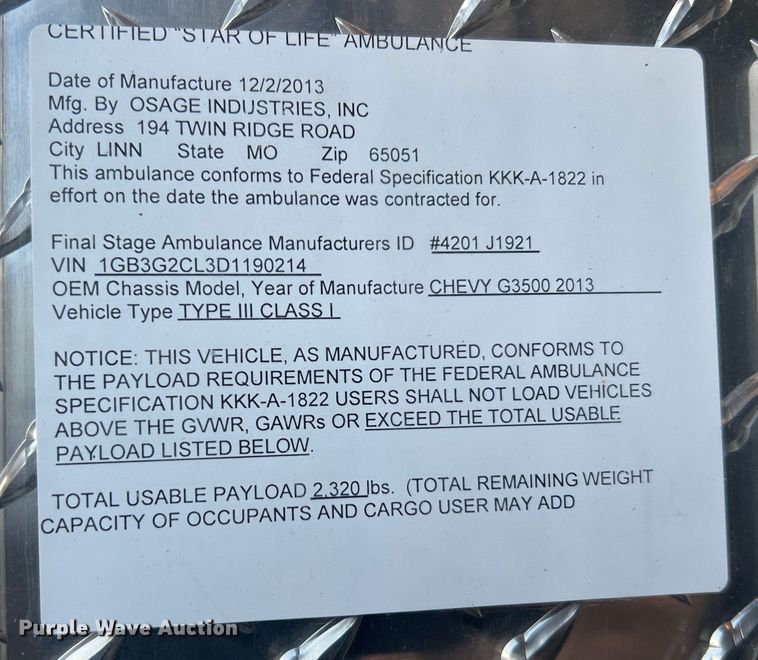 CERTIFIED "STAR OF LIFE" AMBULANCE
Date of Manufacture 12/2/2013
Mfg. By OSAGE INDUSTRIES, INC
Address 194 TWIN RIDGE ROAD
City LINN State MO Zip 65051
This ambulance conforms to Federal Specification KKK-A-1822 in
effort on the date the ambulance was contracted for.
Final Stage Ambulance Manufacturers ID #4201 J1921
VIN 1GB3G2CL3D1190214
OEM Chassis Model, Year of Manufacture CHEVY G3500 2013
Vehicle Type TYPE III CLASS I
NOTICE: THIS VEHICLE, AS MANUFACTURED, CONFORMS TO
THE PAYLOAD REQUIREMENTS OF THE FEDERAL AMBULANCE
SPECIFICATION KKK-A-1822 USERS SHALL NOT LOAD VEHICLES
ABOVE THE GVWR, GAWRs OR EXCEED THE TOTAL USABLE
PAYLOAD LISTED BELOW.
TOTAL USABLE PAYLOAD 2,320 lbs. (TOTAL REMAINING WEIGHT
CAPACITY OF OCCUPANTS AND CARGO USER MAY ADD
Purple Wave Auction